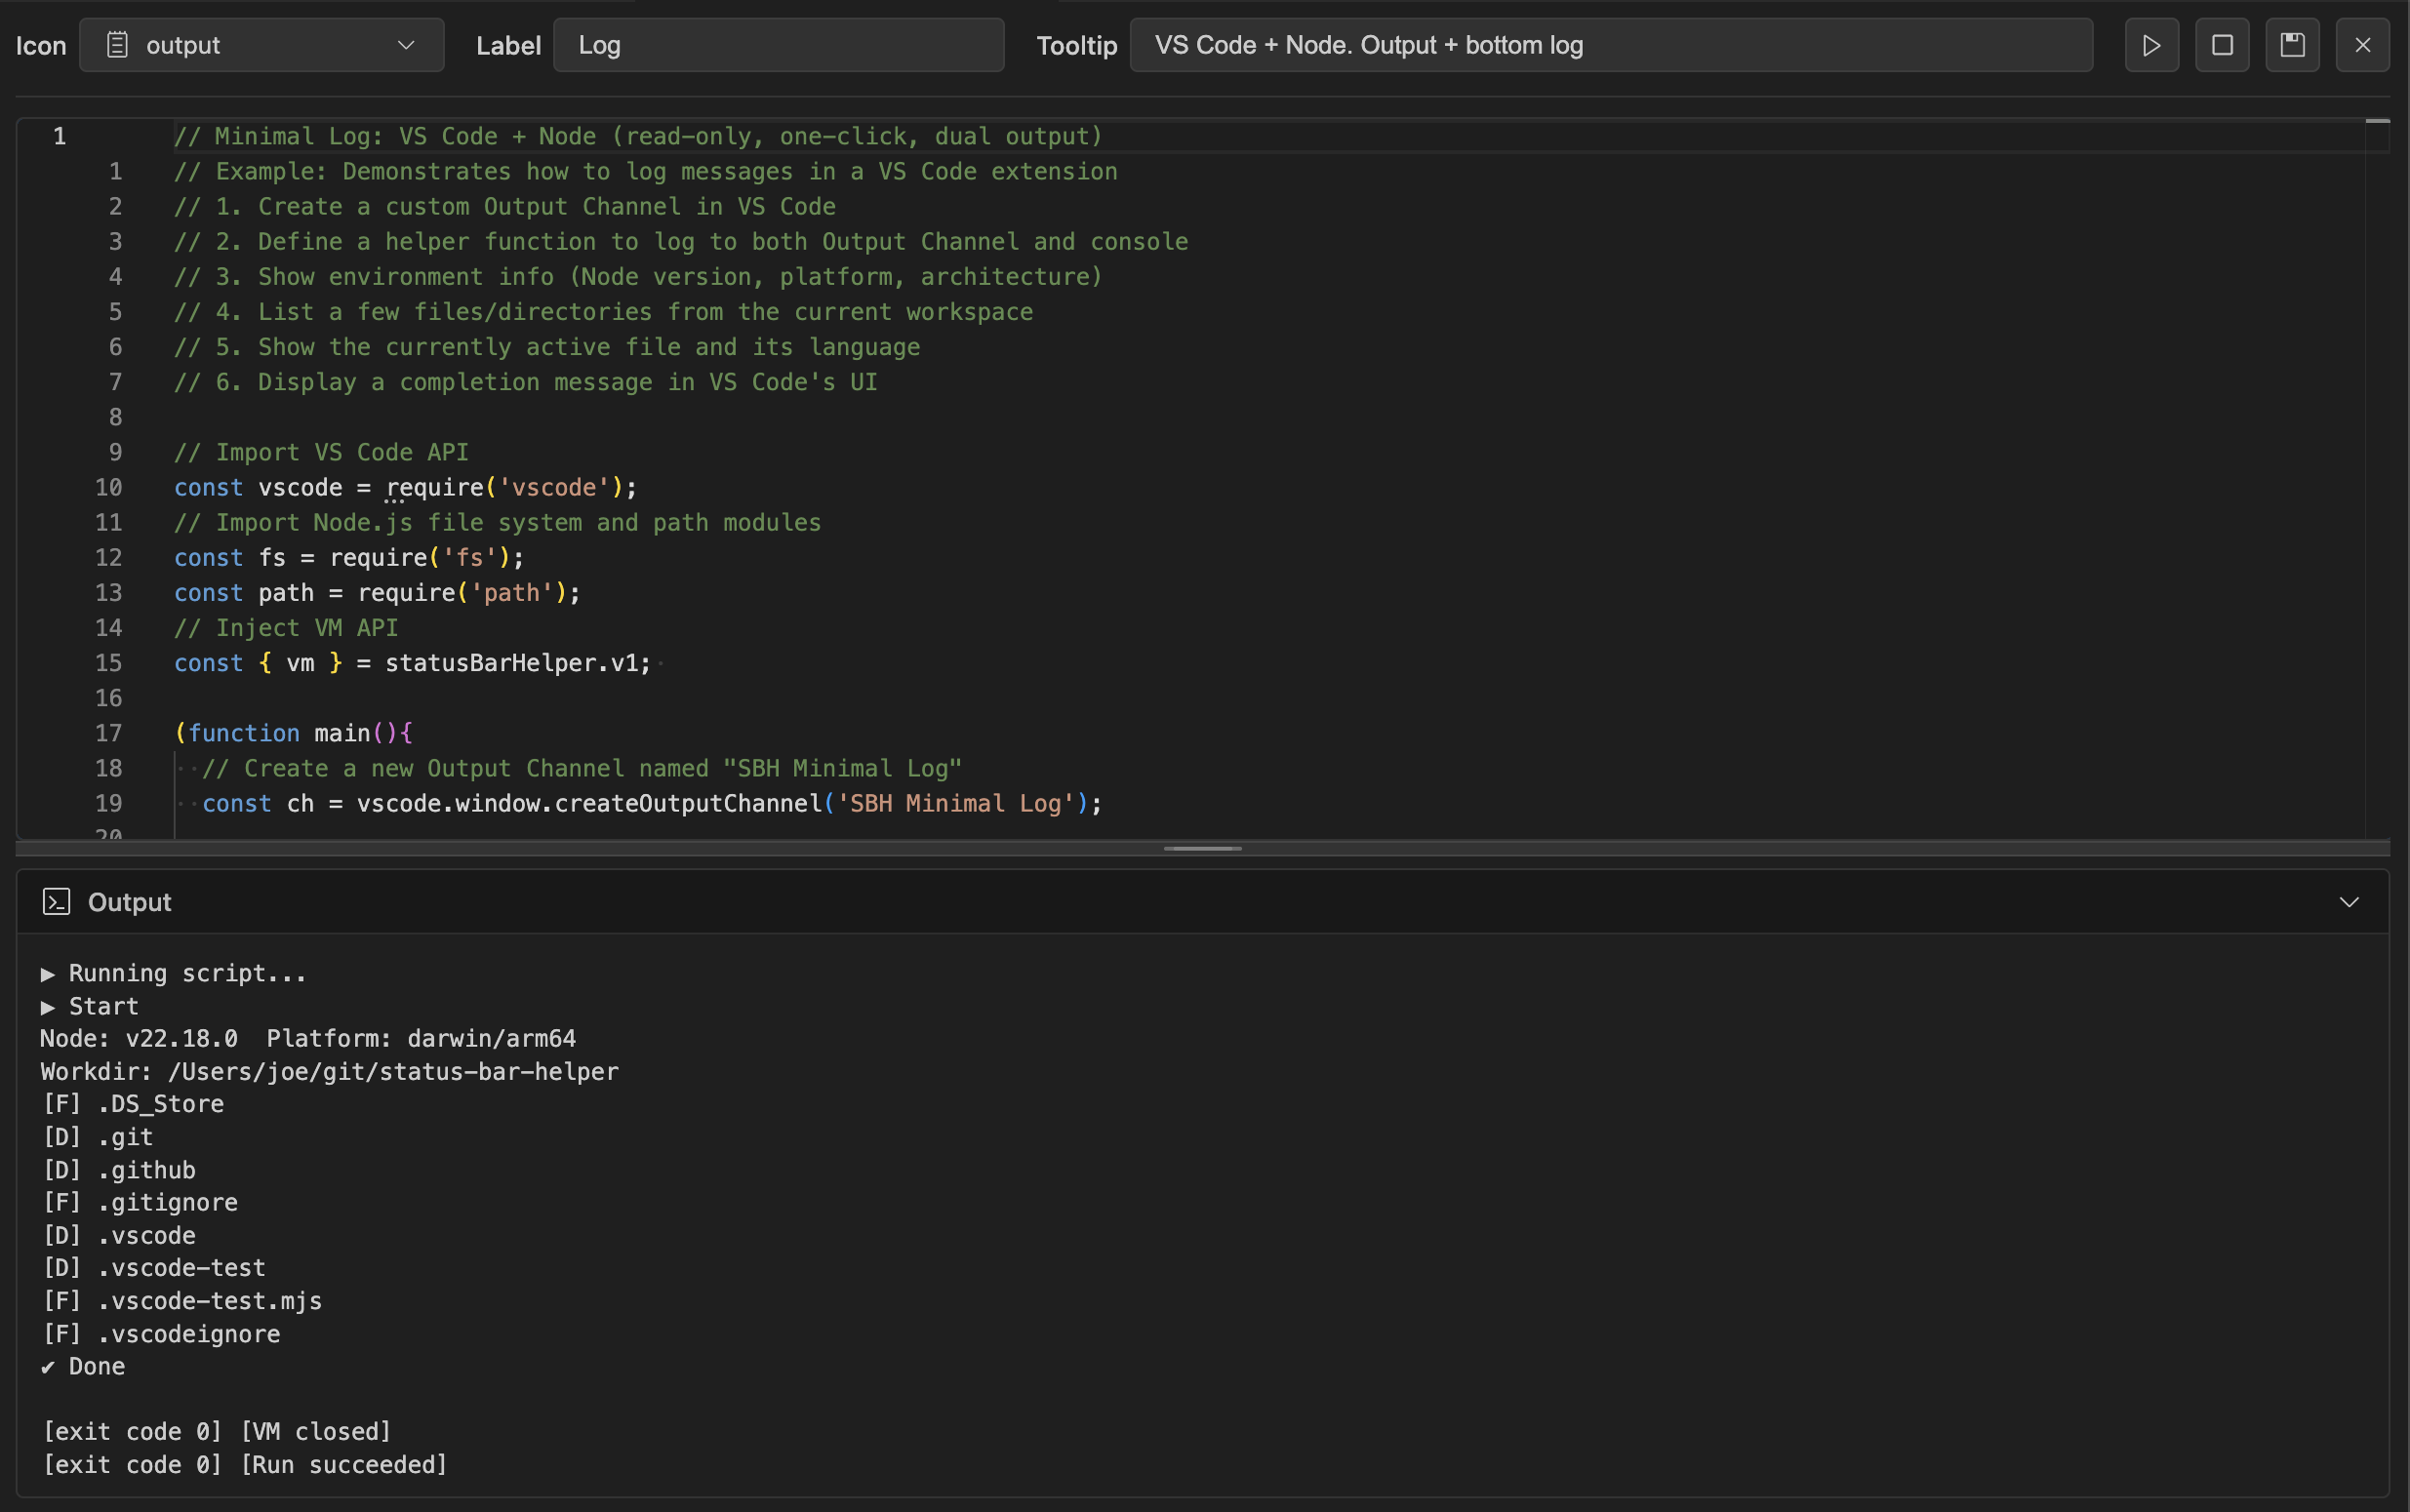 Icon output Label Log Tooltip VS Code + Node. Output + bottom log
1 // Minimal Log: VS Code + Node (read-only, one-click, dual output)
1 // Example: Demonstrates how to log messages in a VS Code extension
2 // 1. Create a custom Output Channel in VS Code
3 // 2. Define a helper function to log to both Output Channel and console
4 // 3. Show environment info (Node version, platform, architecture)
5 // 4. List a few files/directories from the current workspace
6 // 5. Show the currently active file and its language
7 // 6. Display a completion message in VS Code's UI
8
9 // Import VS Code API
10 const vscode = require('vscode');
11 // Import Node.js file system and path modules
12 const fs = require('fs');
13 const path = require('path');
14 // Inject VM API
15 const { vm } = statusBarHelper.v1;
16
17 (function main(){
18 // Create a new Output Channel named "SBH Minimal Log"
19 const ch = vscode.window.createOutputChannel('SBH Minimal Log');
20
Output
▶ Running script...
▶ Start
Node: v22.18.0 Platform: darwin/arm64
Workdir: /Users/joe/git/status-bar-helper
[F] .DS_Store
[D] .git
[D] .github
[F] .gitignore
[D] .vscode
[D] .vscode-test
[F] .vscode-test.mjs
[F] .vscodeignore
✔ Done
[exit code 0] [VM closed]
[exit code 0] [Run succeeded]